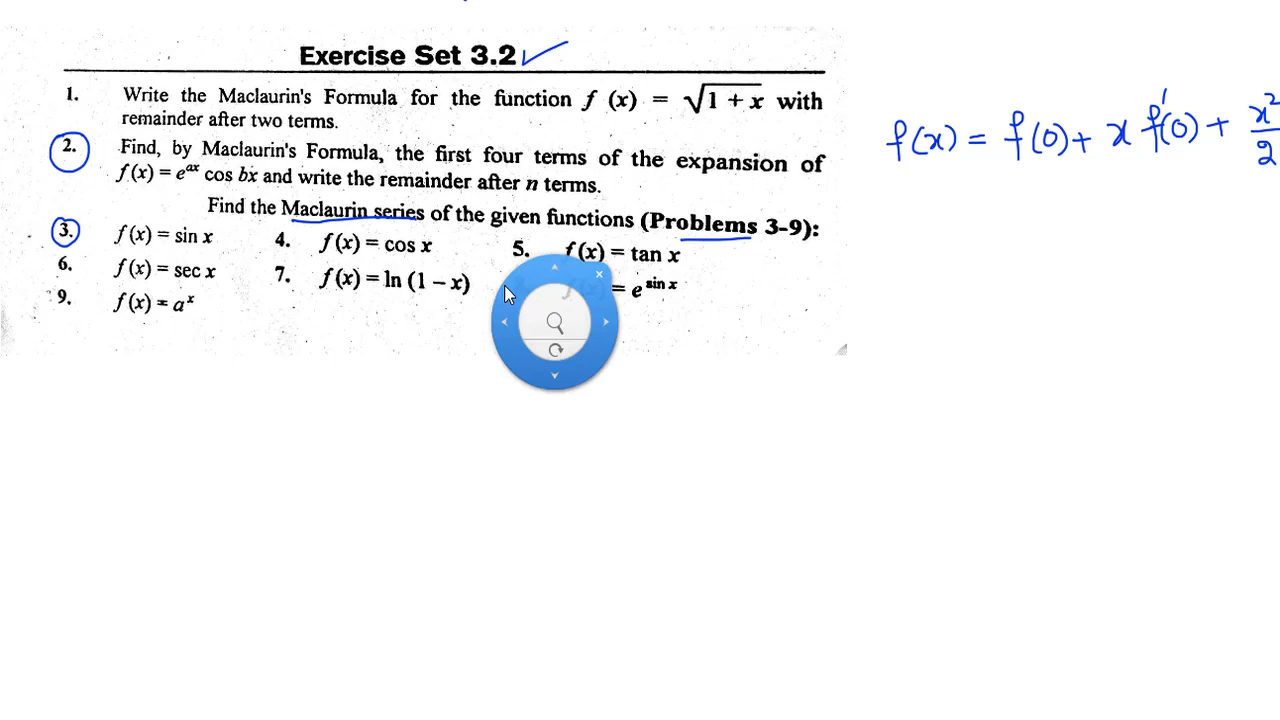 Exercise Set 3.2
1. Write the Maclaurin's Formula for the function f (x) = √1 + x with
remainder after two terms.
2. Find, by Maclaurin's Formula, the first four terms of the expansion of
f(x) = e^ax cos bx and write the remainder after n terms.
Find the Maclaurin series of the given functions (Problems 3-9):
3. f(x) = sin x 4. f(x) = cos x 5. f(x) = tan x
6. f(x) = sec x 7. f(x) = ln (1 – x) = e^sin x
9. f(x) = a^x
f(x) = f(0) + x f'(0) + x²/2